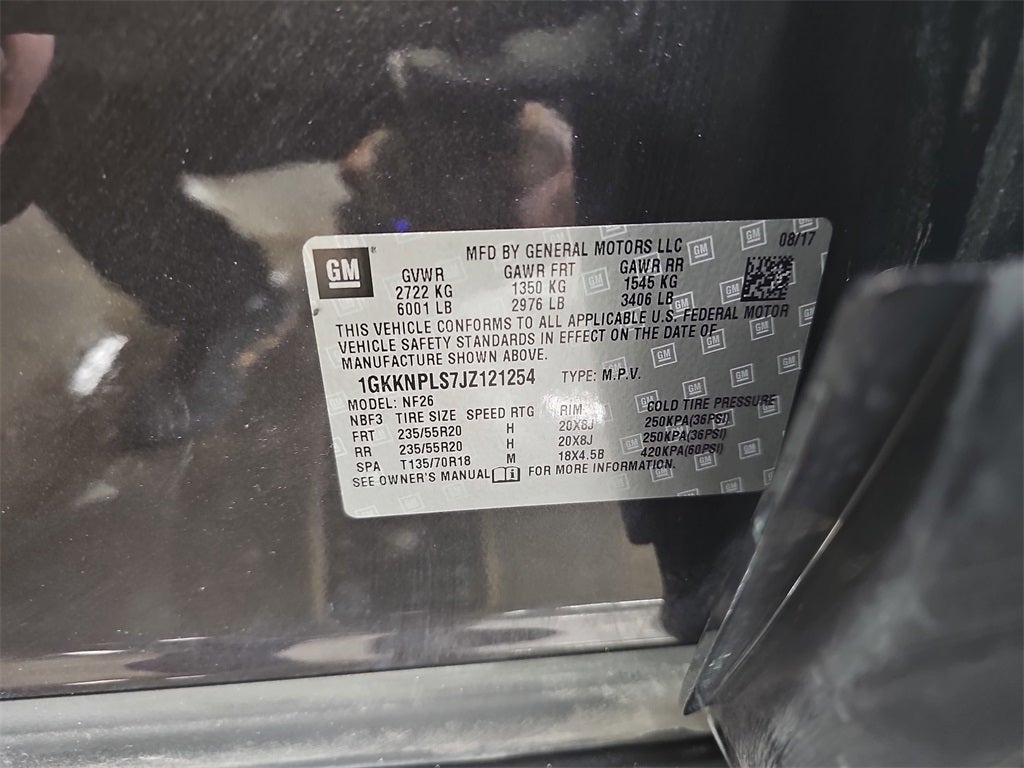 GM
MFD BY GENERAL MOTORS LLC 08/17
GVWR GAWR FRT GAWR RR
2722 KG 1350 KG 1545 KG
6001 LB 2976 LB 3406 LB
THIS VEHICLE CONFORMS TO ALL APPLICABLE U.S. FEDERAL MOTOR
VEHICLE SAFETY STANDARDS IN EFFECT ON THE DATE OF
MANUFACTURE SHOWN ABOVE.
1GKKNPLS7JZ121254 TYPE: M.P.V.
MODEL: NF26
NBF3 TIRE SIZE SPEED RTG RIM COLD TIRE PRESSURE
FRT 235/55R20 H 20X8J 250KPA(36PSI)
RR 235/55R20 H 20X8J 250KPA(36PSI)
SPA T135/70R18 M 18X4.5B 420KPA(60PSI)
SEE OWNER'S MANUAL FOR MORE INFORMATION.